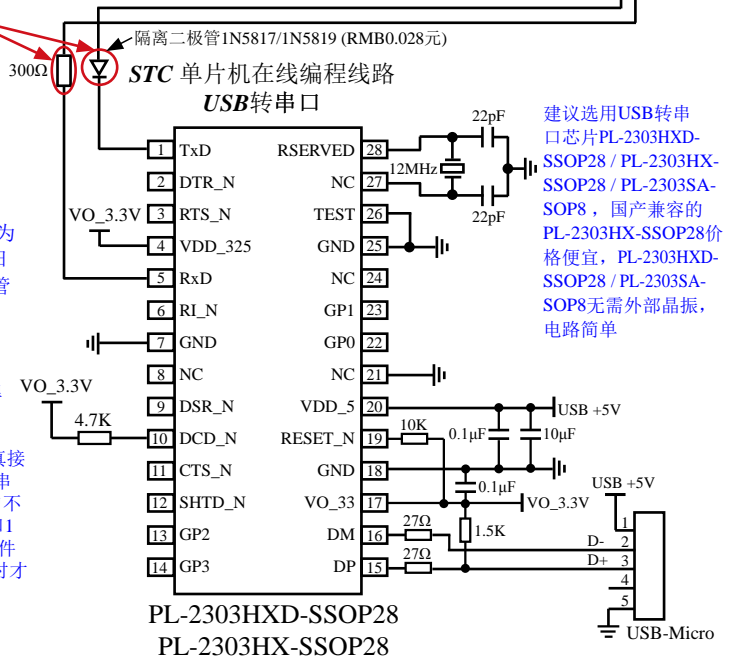 隔离二极管1N5817/1N5819 (RMB0.028元)
300Ω
STC 单片机在线编程线路
USB转串口
22pF
12MHz
22pF
建议选用USB转串
口芯片PL-2303HXD-
SSOP28 / PL-2303HX-
SSOP28 / PL-2303SA-
SOP8，国产兼容的
PL-2303HX-SSOP28价
格便宜，PL-2303HXD-
SSOP28 / PL-2303SA-
SOP8无需外部晶振，
电路简单
1 TxD RSERVED 28
2 DTR_N NC 27
VO_3.3V 3 RTS_N TEST 26
4 VDD_325 GND 25
5 RxD NC 24
6 RI_N GP1 23
7 GND GP0 22
8 NC NC 21
VO_3.3V
9 DSR_N VDD_5 20 USB +5V
4.7K 10 DCD_N RESET_N 19 10K 0.1μF 10μF
11 CTS_N GND 18
0.1μF
12 SHTD_N VO_33 17 VO_3.3V
13 GP2 DM 16 27Ω 1.5K
14 GP3 DP 15 27Ω
USB +5V
1
D- 2
D+ 3
4
5
USB-Micro
为
管
直接
串
不
件
时才
PL-2303HXD-SSOP28
PL-2303HX-SSOP28